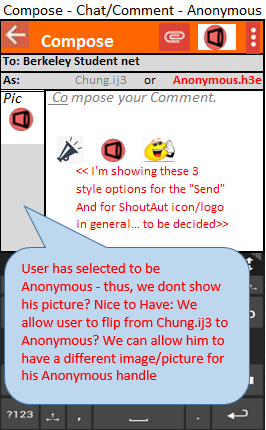 Compose - Chat/Comment - Anonymous
Compose
To: Berkeley Student net
As: Chung.ij3 or Anonymous.h3e
Pic
Co mpose your Comment.
<< I'm showing these 3
style options for the "Send"
And for ShoutAut icon/logo
in general... to be decided>>
User has selected to be
Anonymous - thus, we dont show
his picture? Nice to Have: We
allow user to flip from Chung.ij3 to
Anonymous? We can allow him to
have a different image/picture for
his Anonymous handle
?123 , .